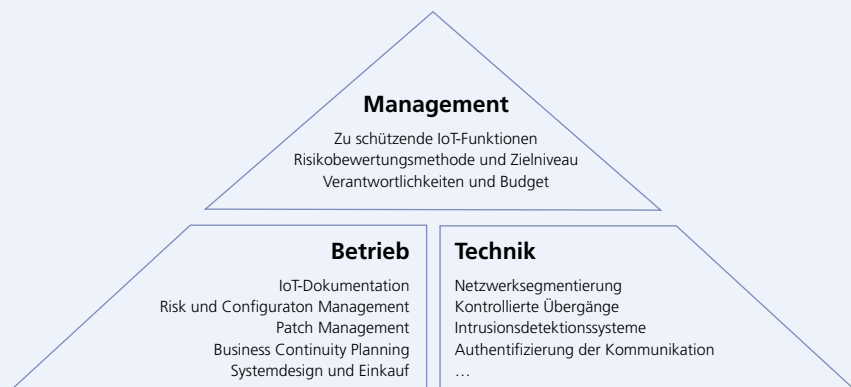 Management
Zu schützende IoT-Funktionen
Risikobewertungsmethode und Zielniveau
Verantwortlichkeiten und Budget
Betrieb
IoT-Dokumentation
Risk und Configuraton Management
Patch Management
Business Continuity Planning
Systemdesign und Einkauf
Technik
Netzwerksegmentierung
Kontrollierte Übergänge
Intrusionsdetektionssysteme
Authentifizierung der Kommunikation
…